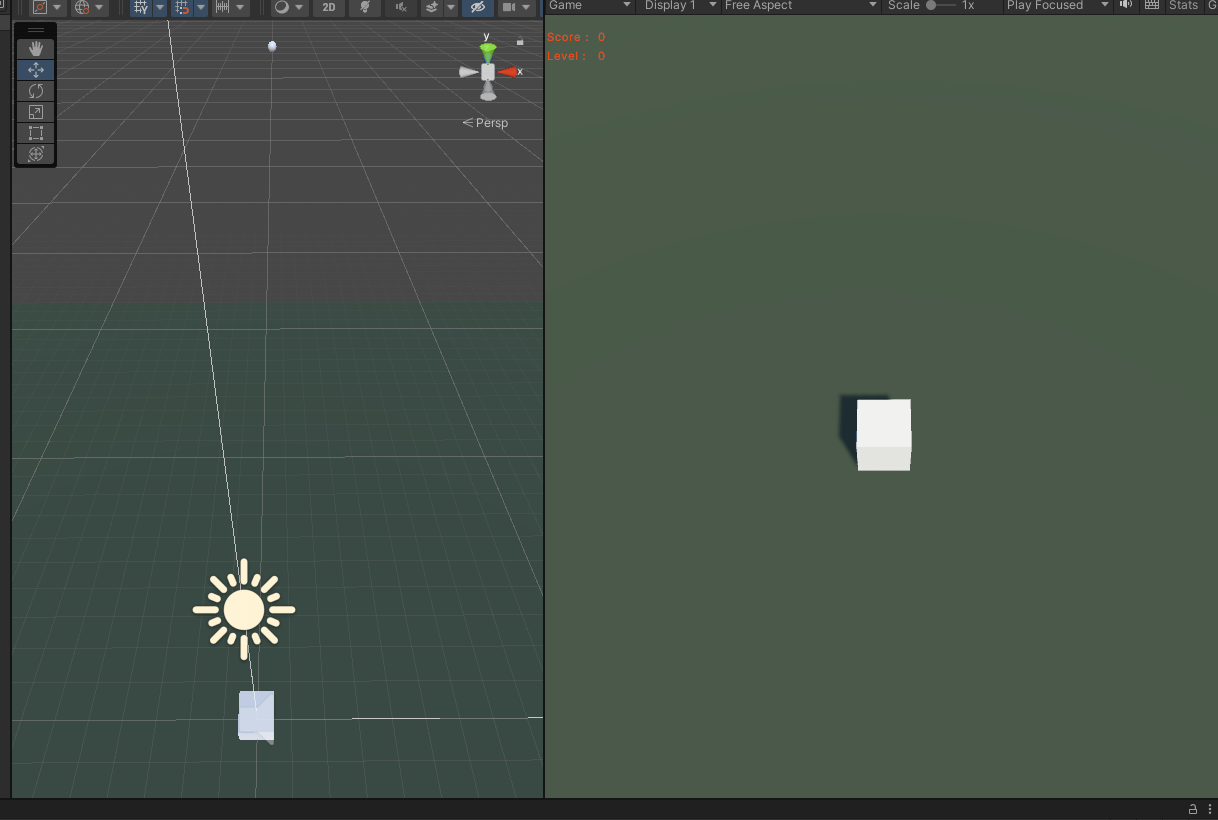 2D
Game
Display 1
Free Aspect
Scale
1x
Play Focused
Stats
G
y
x
Persp
Score : 0
Level : 0